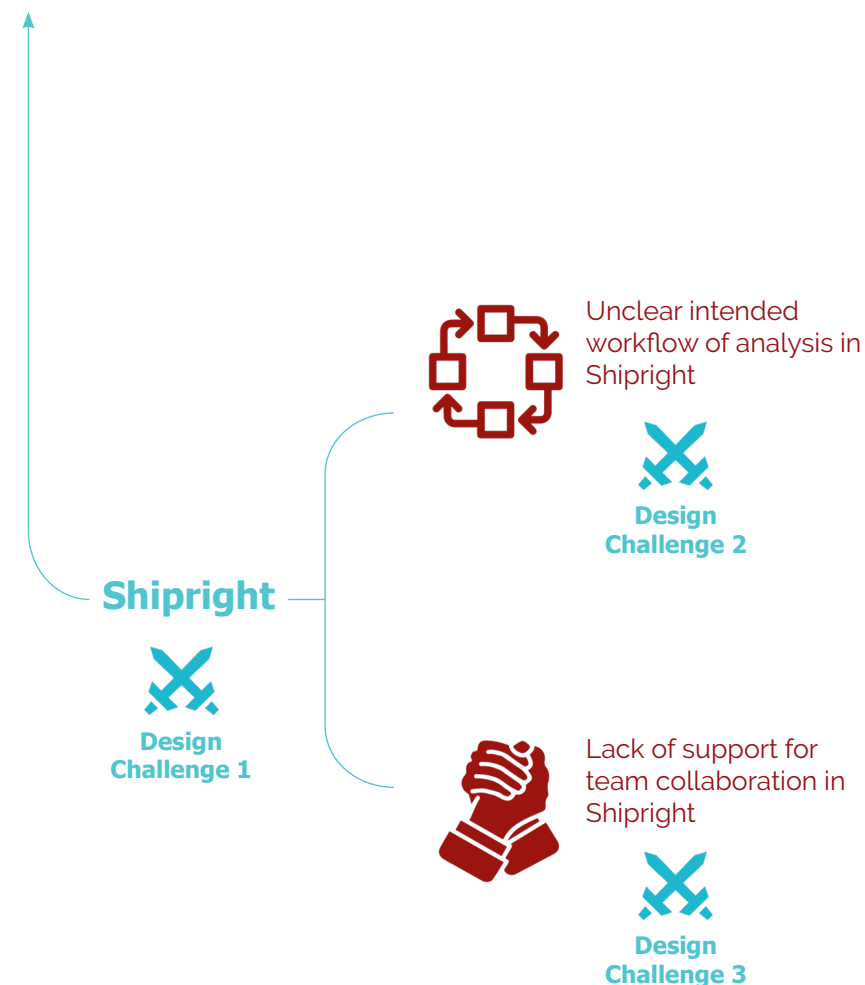 Unclear intended
workflow of analysis in
Shipright
Design
Challenge 2
Shipright
Design
Challenge 1
Lack of support for
team collaboration in
Shipright
Design
Challenge 3